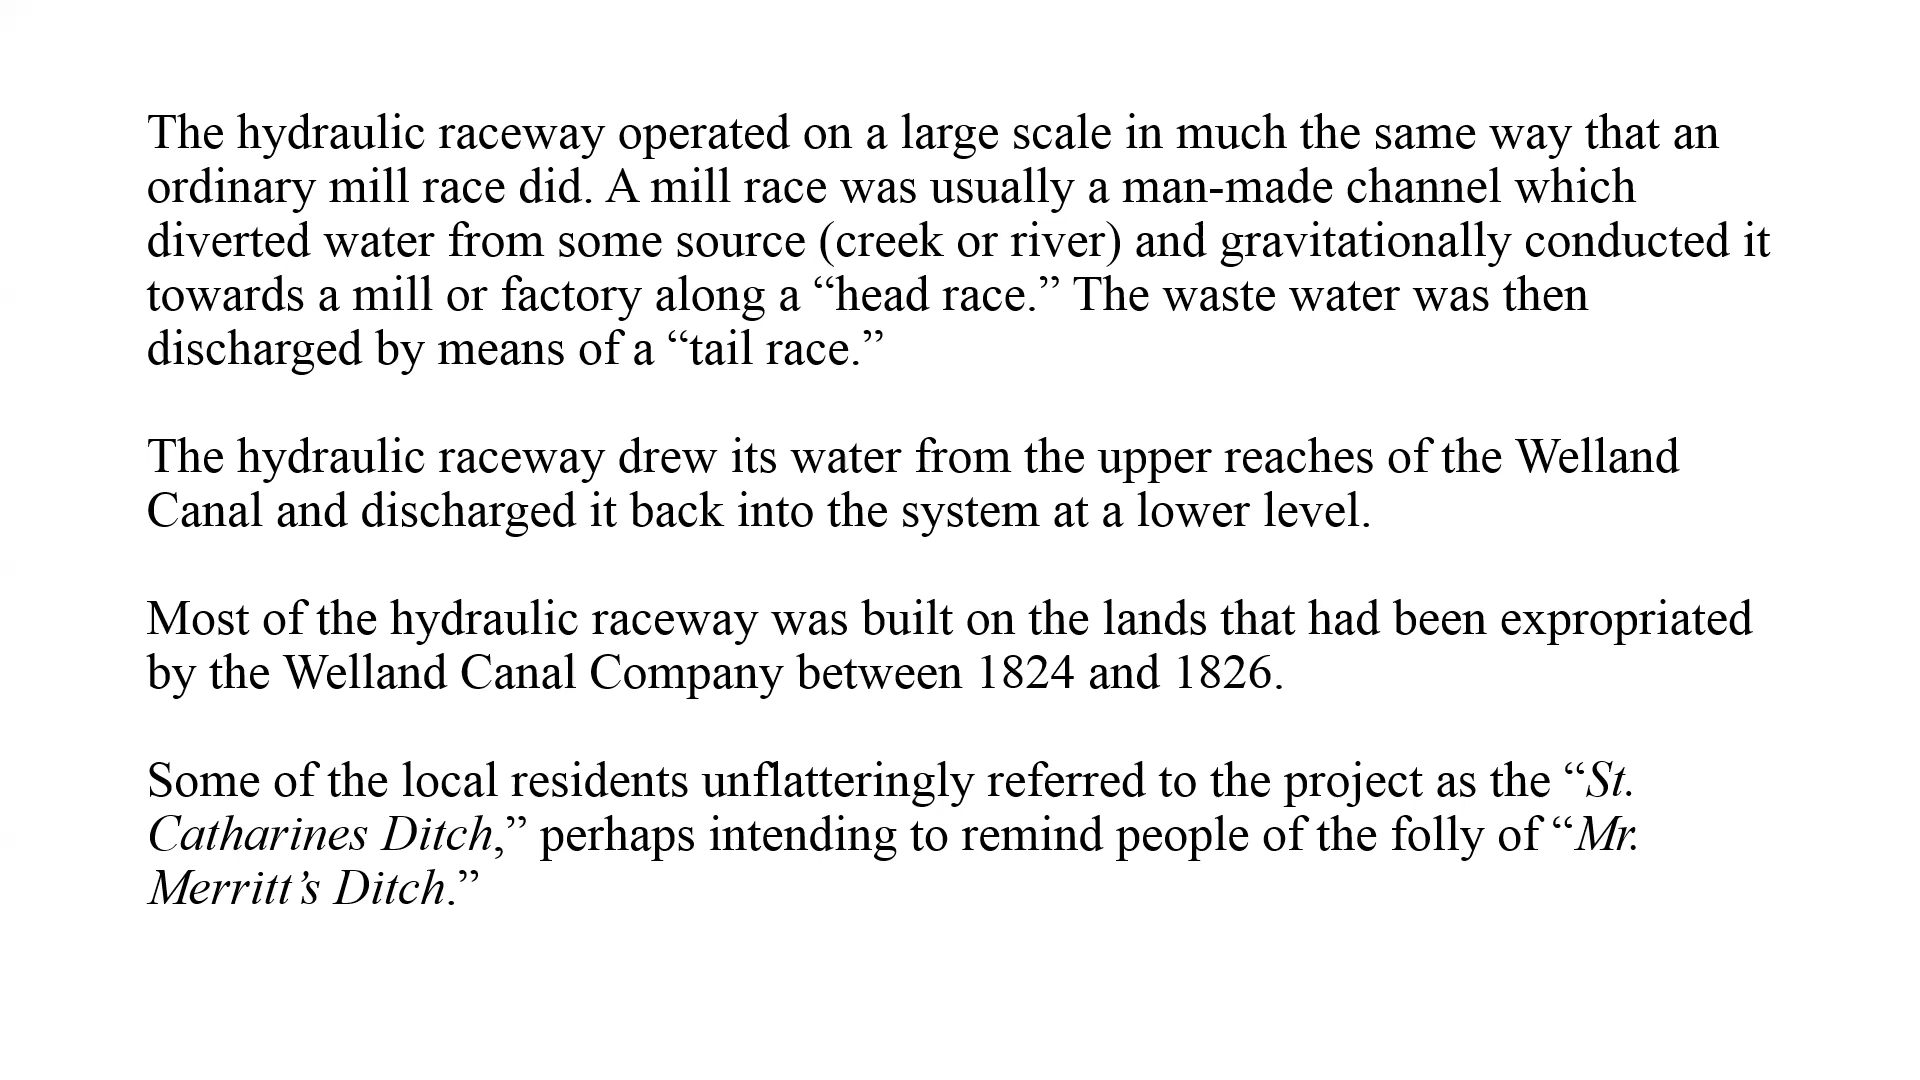 The hydraulic raceway operated on a large scale in much the same way that an
ordinary mill race did. A mill race was usually a man-made channel which
diverted water from some source (creek or river) and gravitationally conducted it
towards a mill or factory along a “head race.” The waste water was then
discharged by means of a “tail race.”
The hydraulic raceway drew its water from the upper reaches of the Welland
Canal and discharged it back into the system at a lower level.
Most of the hydraulic raceway was built on the lands that had been expropriated
by the Welland Canal Company between 1824 and 1826.
Some of the local residents unflatteringly referred to the project as the “St.
Catharines Ditch,” perhaps intending to remind people of the folly of “Mr.
Merritt’s Ditch.”